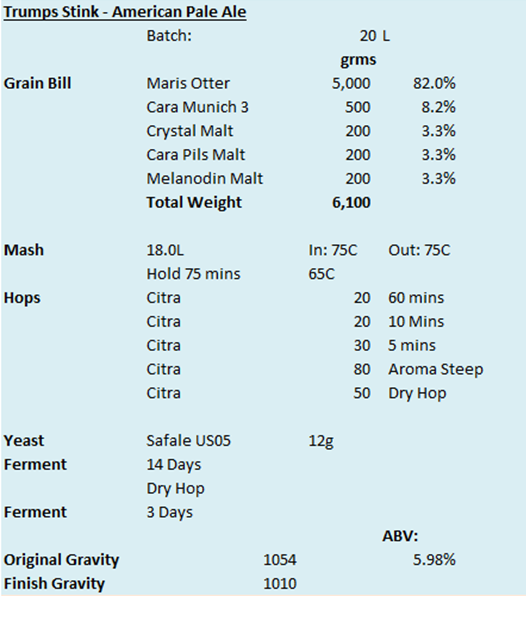 Trumps Stink - American Pale Ale
Batch: 20 L
grms
Grain Bill Maris Otter 5,000 82.0%
Cara Munich 3 500 8.2%
Crystal Malt 200 3.3%
Cara Pils Malt 200 3.3%
Melanodin Malt 200 3.3%
Total Weight 6,100
Mash 18.0L In: 75C Out: 75C
Hold 75 mins 65C
Hops Citra 20 60 mins
Citra 20 10 Mins
Citra 30 5 mins
Citra 80 Aroma Steep
Citra 50 Dry Hop
Yeast Safale US05 12g
Ferment 14 Days
Dry Hop
Ferment 3 Days
ABV:
Original Gravity 1054 5.98%
Finish Gravity 1010